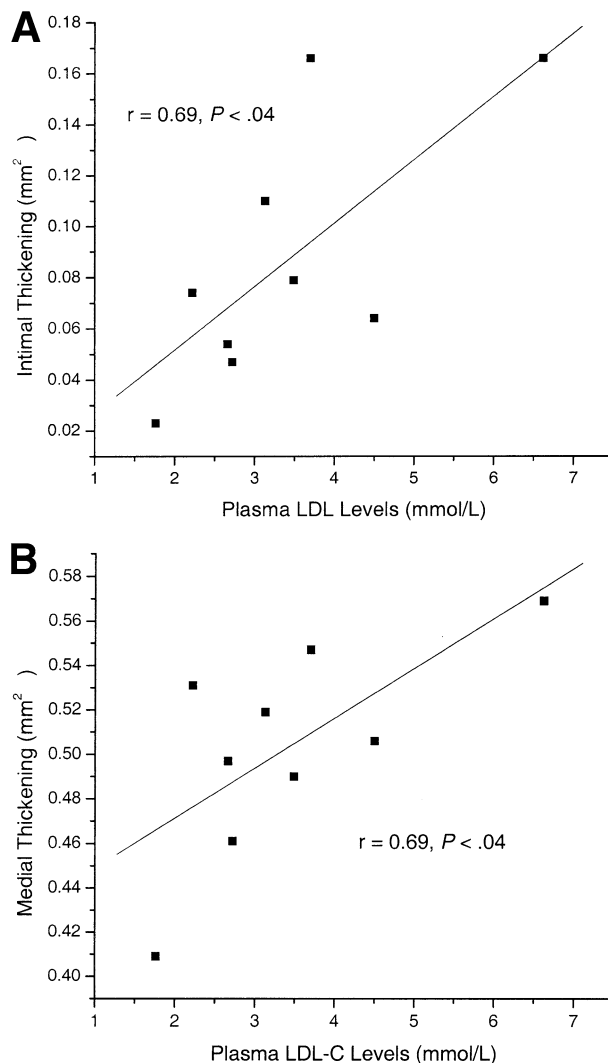 A
0.18
0.16
0.14
0.12
0.10
0.08
0.06
0.04
0.02
Intimal Thickening (mm² )
r = 0.69, P < .04
1 2 3 4 5 6 7
Plasma LDL Levels (mmol/L)
B
0.58
0.56
0.54
0.52
0.50
0.48
0.46
0.44
0.42
0.40
Medial Thickening (mm² )
r = 0.69, P < .04
1 2 3 4 5 6 7
Plasma LDL-C Levels (mmol/L)